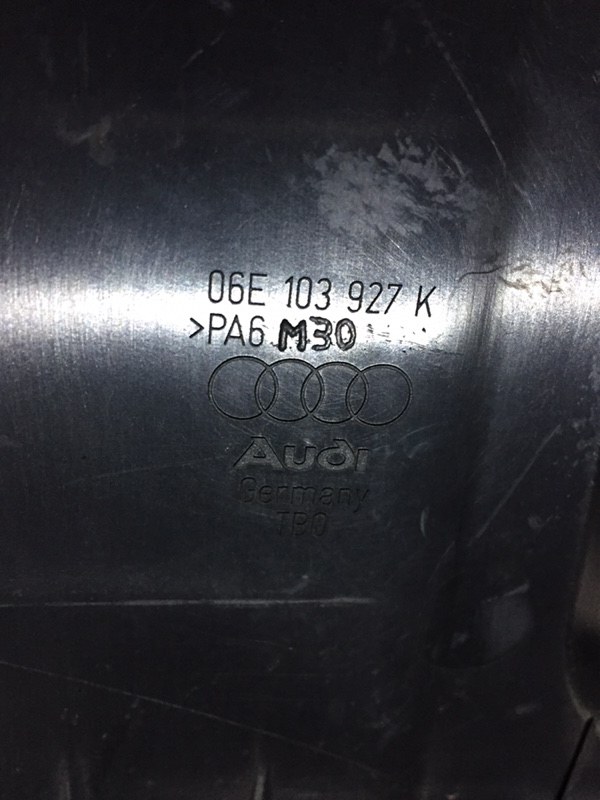 06E 103 927 K
>PA6 M30
Audi
Germany
TBO